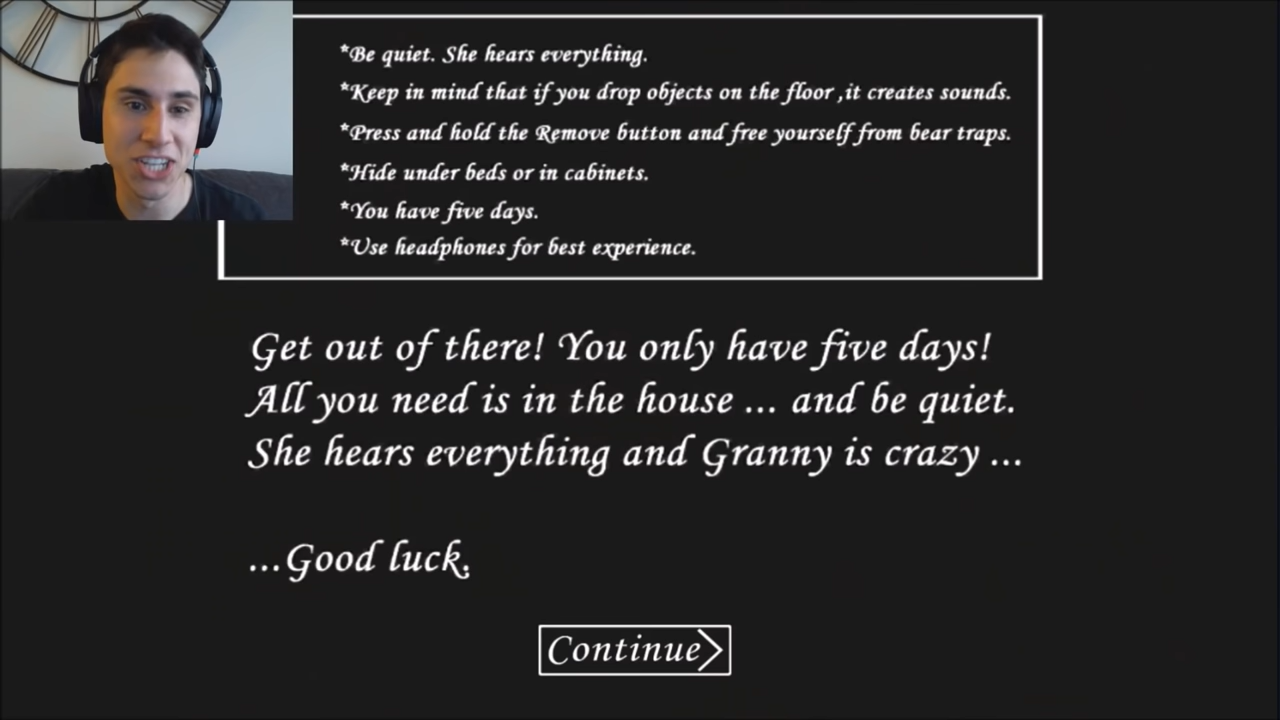 *Be quiet. She hears everything.
*Keep in mind that if you drop objects on the floor ,it creates sounds.
*Press and hold the Remove button and free yourself from bear traps.
*Hide under beds or in cabinets.
*You have five days.
*Use headphones for best experience.
Get out of there! You only have five days!
All you need is in the house ... and be quiet.
She hears everything and Granny is crazy ...
...Good luck.
Continue>